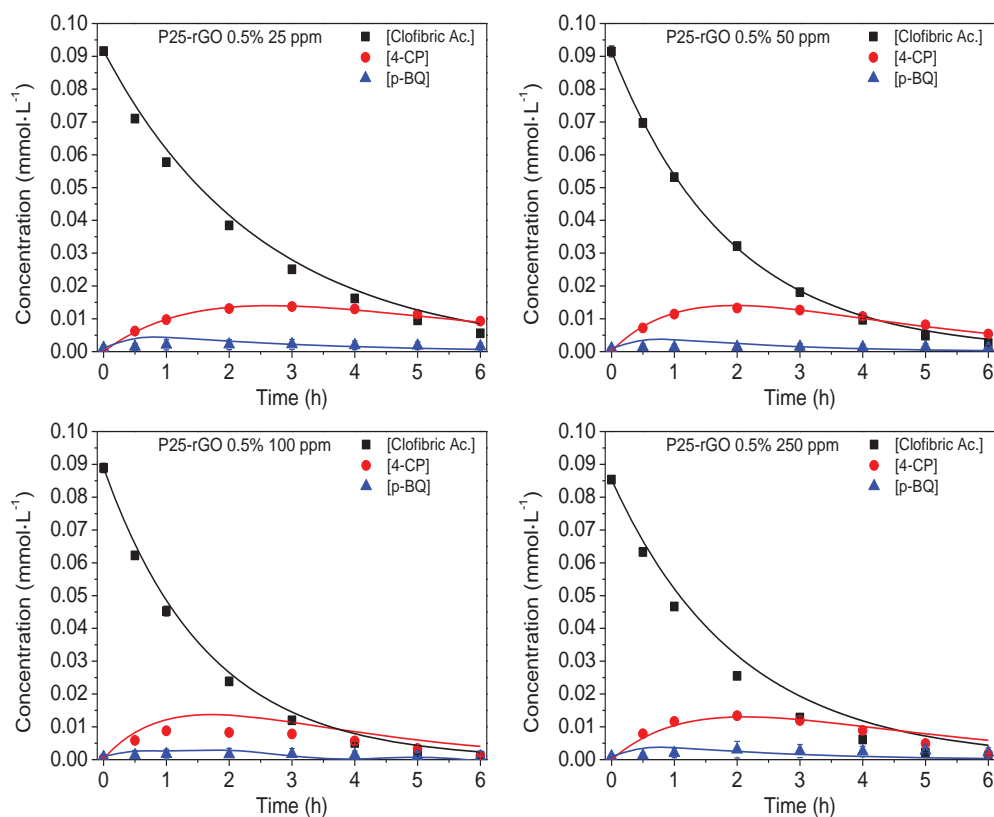 P25-rGO 0.5% 25 ppm
[Clofibric Ac.]
[4-CP]
[p-BQ]
0.10
0.09
0.08
0.07
0.06
0.05
0.04
0.03
0.02
0.01
0.00
Concentration (mmol·L⁻¹)
0 1 2 3 4 5 6
Time (h)
P25-rGO 0.5% 50 ppm
[Clofibric Ac.]
[4-CP]
[p-BQ]
0.10
0.09
0.08
0.07
0.06
0.05
0.04
0.03
0.02
0.01
0.00
Concentration (mmol·L⁻¹)
0 1 2 3 4 5 6
Time (h)
P25-rGO 0.5% 100 ppm
[Clofibric Ac.]
[4-CP]
[p-BQ]
0.10
0.09
0.08
0.07
0.06
0.05
0.04
0.03
0.02
0.01
0.00
Concentration (mmol·L⁻¹)
0 1 2 3 4 5 6
Time (h)
P25-rGO 0.5% 250 ppm
[Clofibric Ac.]
[4-CP]
[p-BQ]
0.10
0.09
0.08
0.07
0.06
0.05
0.04
0.03
0.02
0.01
0.00
Concentration (mmol·L⁻¹)
0 1 2 3 4 5 6
Time (h)